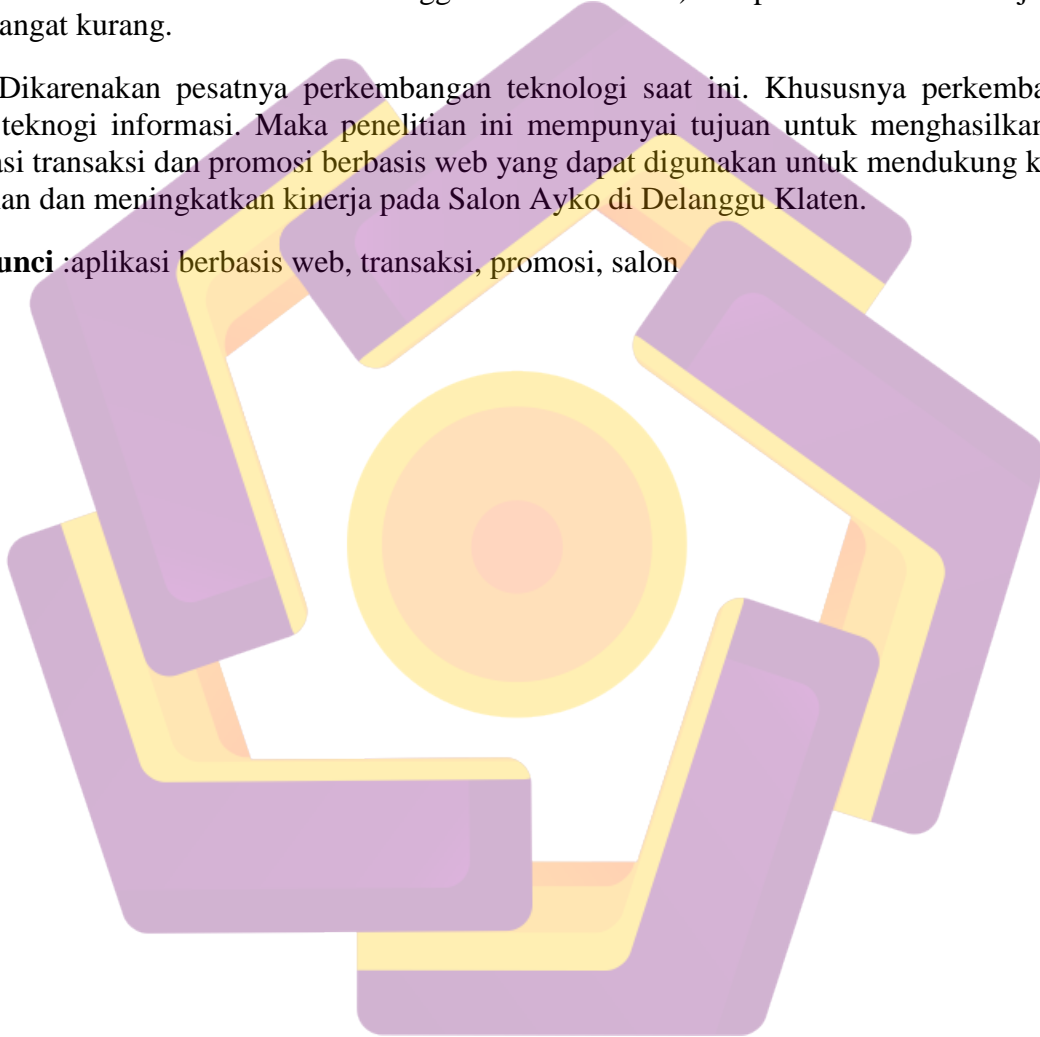 angat kurang.
Dikarenakan pesatnya perkembangan teknologi saat ini. Khususnya perkemba
teknogi informasi. Maka penelitian ini mempunyai tujuan untuk menghasilkan
asi transaksi dan promosi berbasis web yang dapat digunakan untuk mendukung k
an dan meningkatkan kinerja pada Salon Ayko di Delanggu Klaten.
unci :aplikasi berbasis web, transaksi, promosi, salon